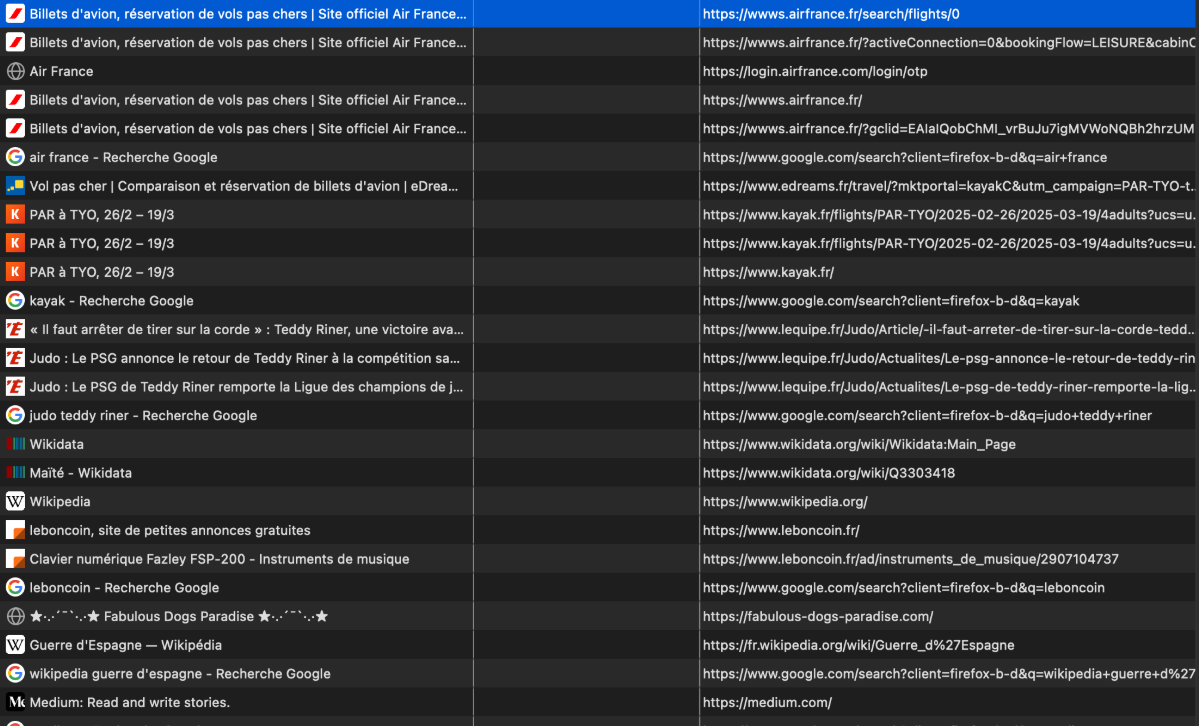 Billets d'avion, réservation de vols pas chers | Site officiel Air France... https://wwws.airfrance.fr/search/flights/0
Billets d'avion, réservation de vols pas chers | Site officiel Air France... https://wwws.airfrance.fr/?activeConnection=0&bookingFlow=LEISURE&cabinC
Air France https://login.airfrance.com/login/otp
Billets d'avion, réservation de vols pas chers | Site officiel Air France... https://wwws.airfrance.fr/
Billets d'avion, réservation de vols pas chers | Site officiel Air France... https://wwws.airfrance.fr/?gclid=EAIaIQobChMI_vrBuJu7igMVWoNQBh2hrzUM
air france - Recherche Google https://www.google.com/search?client=firefox-b-d&q=air+france
Vol pas cher | Comparaison et réservation de billets d'avion | eDrea... https://www.edreams.fr/travel/?mktportal=kayakC&utm_campaign=PAR-TYO-t...
K PAR à TYO, 26/2 – 19/3 https://www.kayak.fr/flights/PAR-TYO/2025-02-26/2025-03-19/4adults?ucs=u...
K PAR à TYO, 26/2 – 19/3 https://www.kayak.fr/flights/PAR-TYO/2025-02-26/2025-03-19/4adults?ucs=u...
K PAR à TYO, 26/2 – 19/3 https://www.kayak.fr/
kayak - Recherche Google https://www.google.com/search?client=firefox-b-d&q=kayak
« Il faut arrêter de tirer sur la corde » : Teddy Riner, une victoire ava... https://www.lequipe.fr/Judo/Article/-il-faut-arreter-de-tirer-sur-la-corde-tedd...
Judo : Le PSG annonce le retour de Teddy Riner à la compétition sa... https://www.lequipe.fr/Judo/Actualites/Le-psg-annonce-le-retour-de-teddy-rin
Judo : Le PSG de Teddy Riner remporte la Ligue des champions de j... https://www.lequipe.fr/Judo/Actualites/Le-psg-de-teddy-riner-remporte-la-lig...
judo teddy riner - Recherche Google https://www.google.com/search?client=firefox-b-d&q=judo+teddy+riner
Wikidata https://www.wikidata.org/wiki/Wikidata:Main_Page
Maïté - Wikidata https://www.wikidata.org/wiki/Q3303418
W Wikipedia https://www.wikipedia.org/
leboncoin, site de petites annonces gratuites https://www.leboncoin.fr/
Clavier numérique Fazley FSP-200 - Instruments de musique https://www.leboncoin.fr/ad/instruments_de_musique/2907104737
leboncoin - Recherche Google https://www.google.com/search?client=firefox-b-d&q=leboncoin
★·.·´¯`·.·★ Fabulous Dogs Paradise ★·.·´¯`·.·★ https://fabulous-dogs-paradise.com/
W Guerre d'Espagne — Wikipédia https://fr.wikipedia.org/wiki/Guerre_d%27Espagne
wikipedia guerre d'espagne - Recherche Google https://www.google.com/search?client=firefox-b-d&q=wikipedia+guerre+d%27
Medium: Read and write stories. https://medium.com/